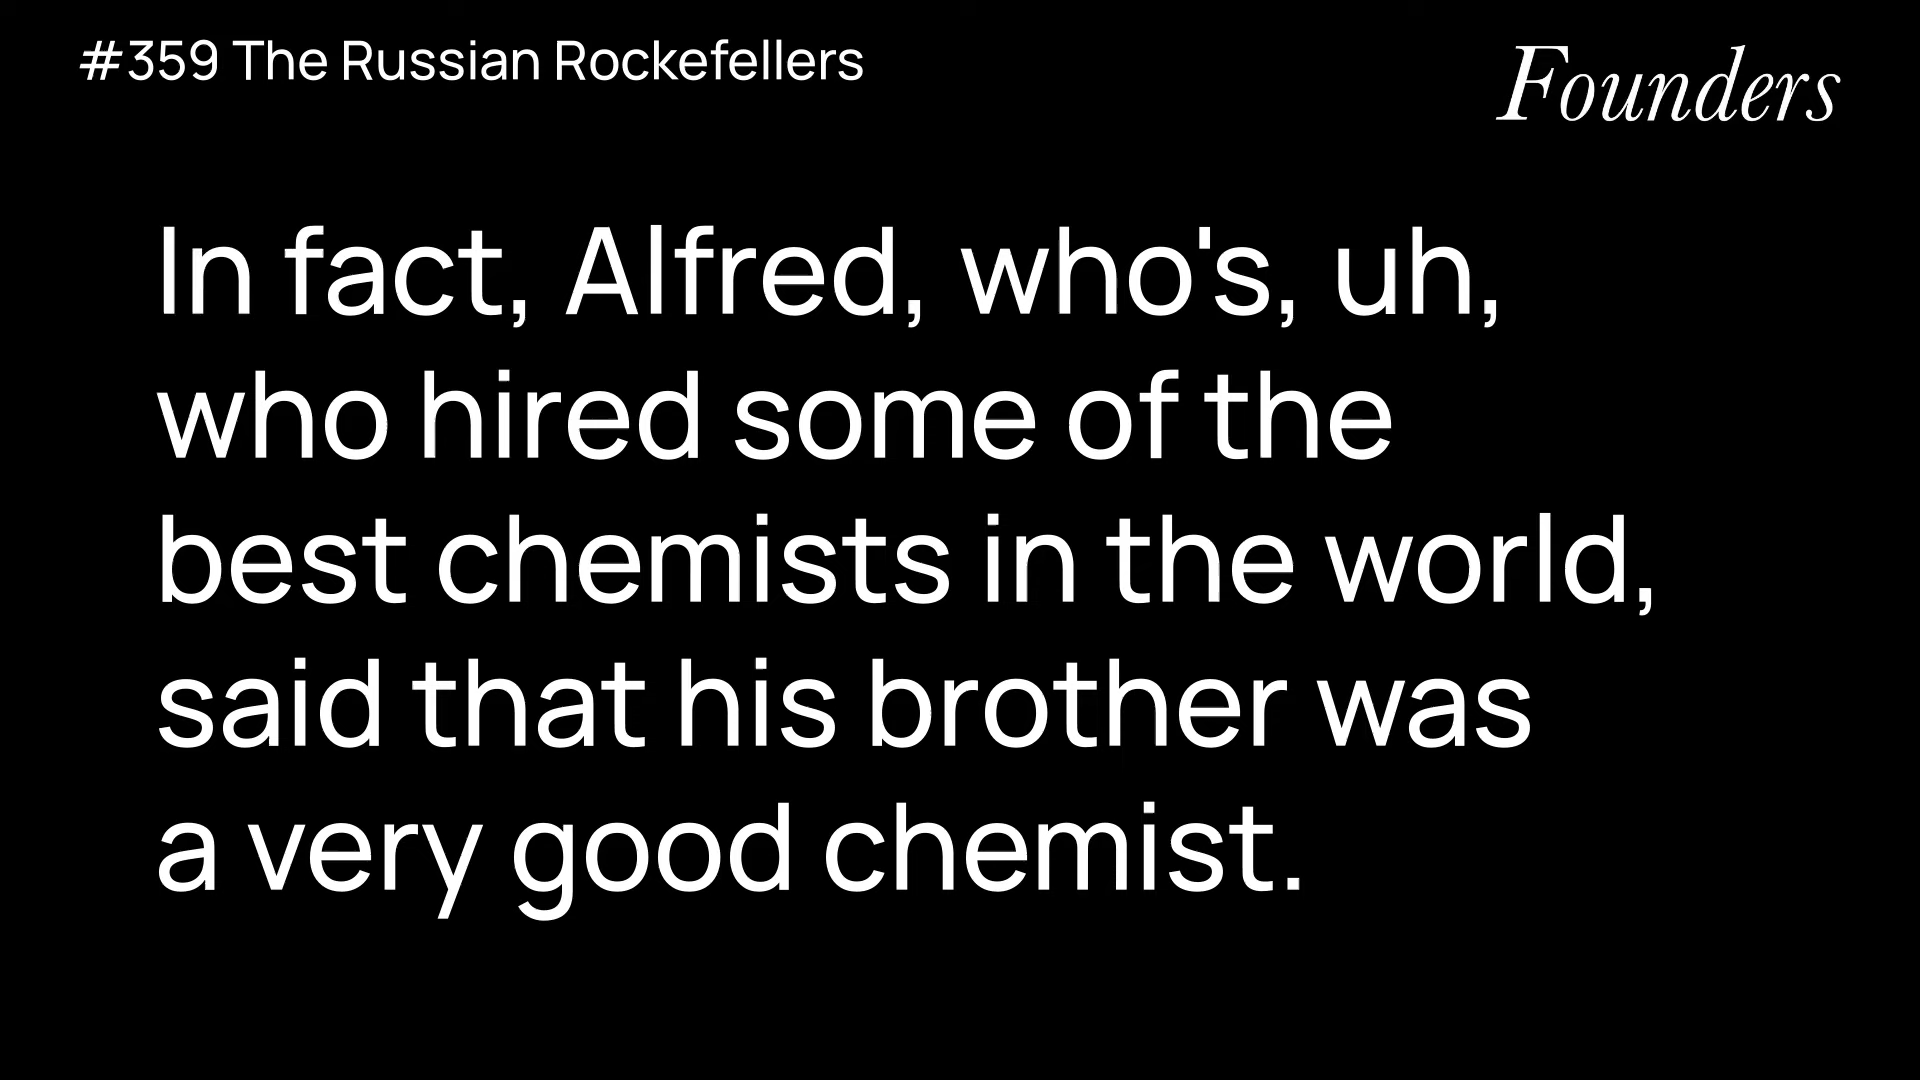 #359 The Russian Rockefellers
Founders
In fact, Alfred, who's, uh,
who hired some of the
best chemists in the world,
said that his brother was
a very good chemist.